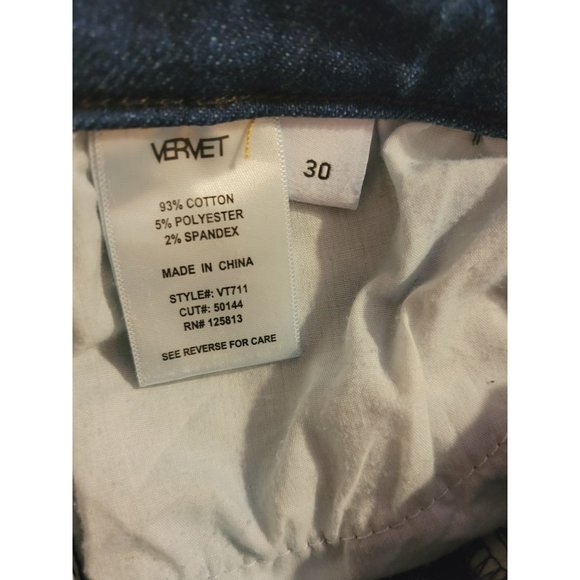 VERVET
30
93% COTTON
5% POLYESTER
2% SPANDEX
MADE IN CHINA
STYLE#: VT711
CUT#: 50144
RN# 125813
SEE REVERSE FOR CARE